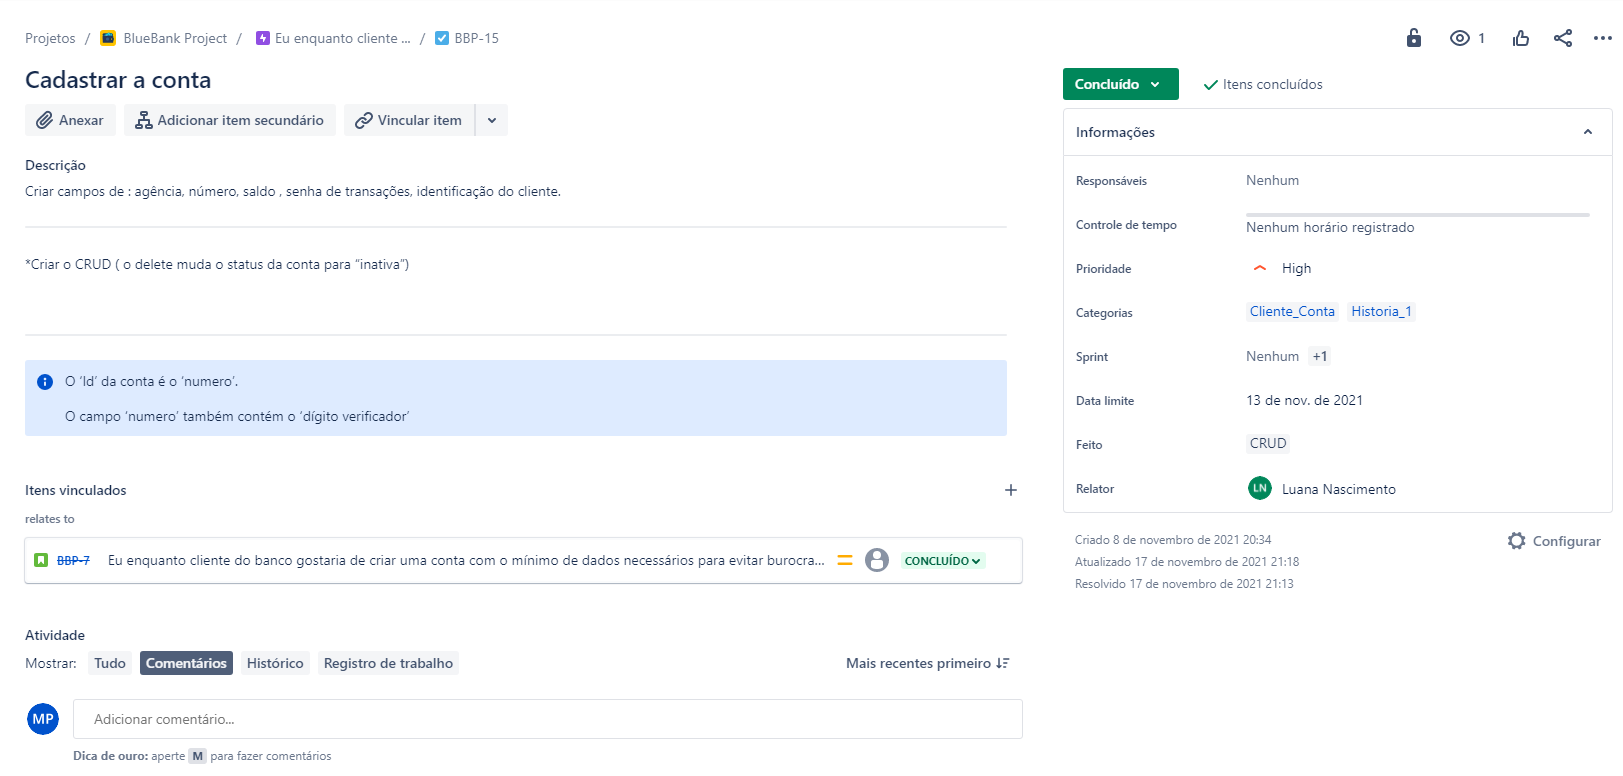 Projetos / BlueBank Project / Eu enquanto cliente ... / BBP-15
1
Cadastrar a conta
Anexar
Adicionar item secundário
Vincular item
Descrição
Criar campos de : agência, número, saldo , senha de transações, identificação do cliente.
*Criar o CRUD ( o delete muda o status da conta para “inativa”)
O ‘Id’ da conta é o ‘numero’.
O campo ‘numero’ também contém o ‘dígito verificador’
Itens vinculados
relates to
BBP-7 Eu enquanto cliente do banco gostaria de criar uma conta com o mínimo de dados necessários para evitar burocra... CONCLUÍDO
Atividade
Mostrar: Tudo Comentários Histórico Registro de trabalho Mais recentes primeiro
MP Adicionar comentário...
Dica de ouro: aperte M para fazer comentários
Concluído Itens concluídos
Informações
Responsáveis Nenhum
Controle de tempo Nenhum horário registrado
Prioridade High
Categorias Cliente_Conta Historia_1
Sprint Nenhum +1
Data limite 13 de nov. de 2021
Feito CRUD
Relator LN Luana Nascimento
Criado 8 de novembro de 2021 20:34
Atualizado 17 de novembro de 2021 21:18
Resolvido 17 de novembro de 2021 21:13
Configurar